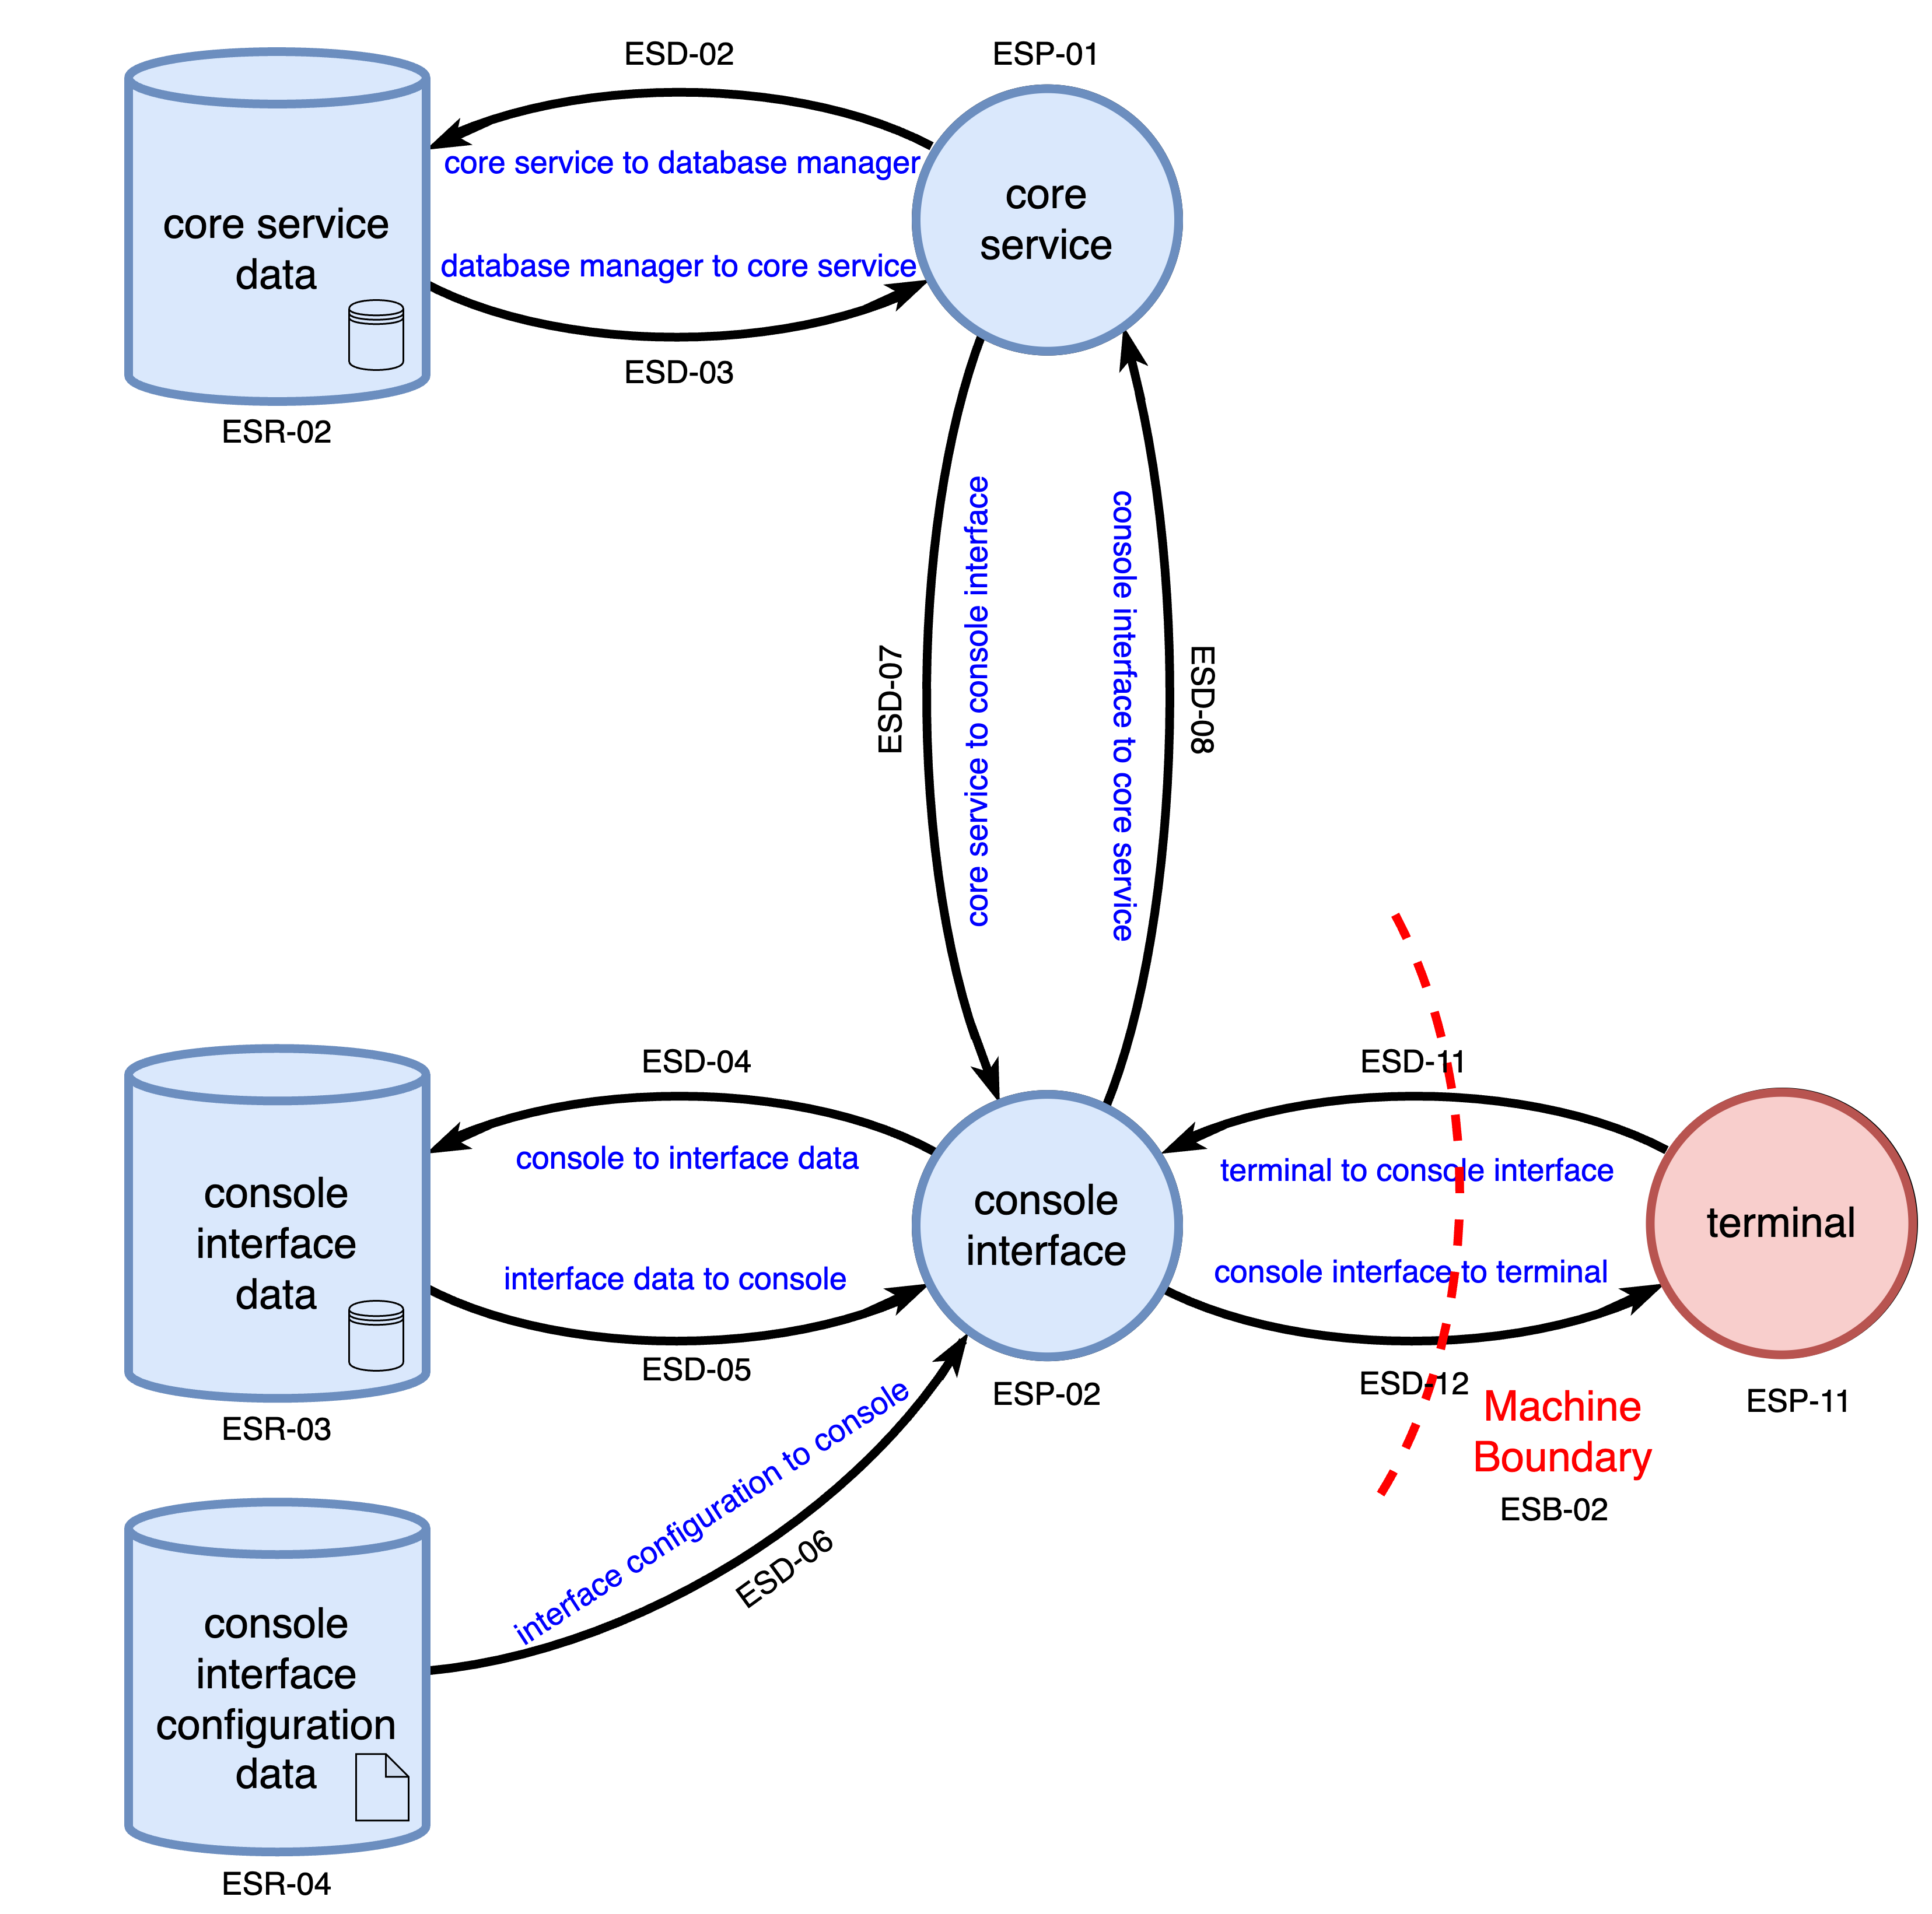 ESD-02
ESP-01
core service to database manager
core
service
core service
data
database manager to core service
ESD-03
ESR-02
ESD-07
core service to console interface
console interface to core service
ESD-08
ESD-04
ESD-11
console to interface data
terminal to console interface
console
interface
data
console
interface
terminal
interface data to console
console interface to terminal
ESD-05
ESP-02
ESD-12
Machine
Boundary
ESB-02
ESP-11
ESR-03
interface configuration to console
ESD-06
console
interface
configuration
data
ESR-04